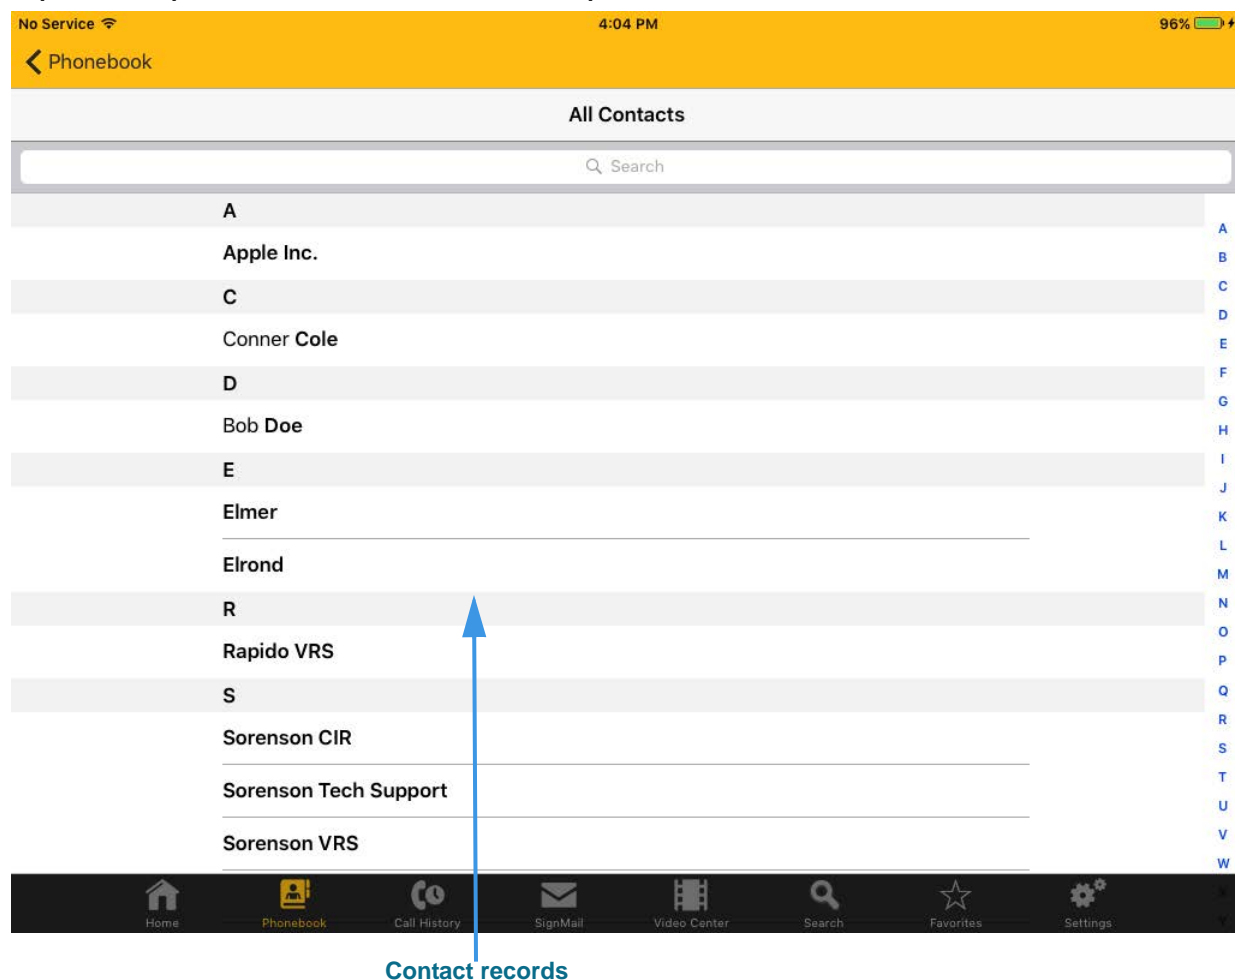 No Service 4:04 PM 96%
Phonebook
All Contacts
Search
A
Apple Inc.
C
Conner Cole
D
Bob Doe
E
Elmer
Elrond
R
Rapido VRS
S
Sorenson CIR
Sorenson Tech Support
Sorenson VRS
A
B
C
D
E
F
G
H
I
J
K
L
M
N
O
P
Q
R
S
T
U
V
W
Home Phonebook Call History SignMail Video Center Search Favorites Settings
Contact records